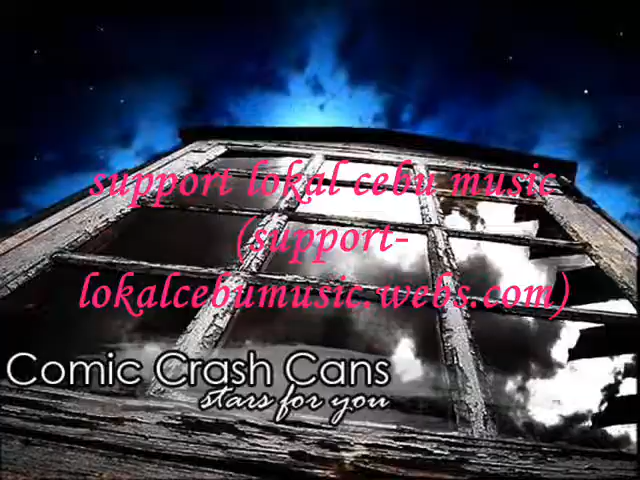 support lokal cebu music
(support-
lokalcebumusic.webs.com)
Comic Crash Cans
stars for you